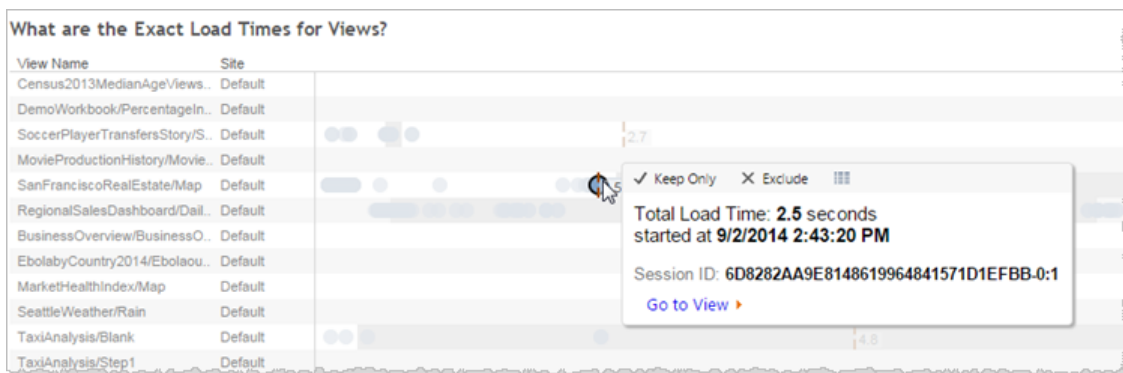 What are the Exact Load Times for Views?
View Name Site
Census2013MedianAgeViews.. Default
DemoWorkbook/PercentageIn.. Default
SoccerPlayerTransfersStory/S.. Default 2.7
MovieProductionHistory/Movie.. Default
SanFranciscoRealEstate/Map Default
RegionalSalesDashboard/Dail.. Default
BusinessOverview/BusinessO.. Default
EbolabyCountry2014/Ebolaou.. Default
MarketHealthIndex/Map Default
SeattleWeather/Rain Default
TaxiAnalysis/Blank Default 4.8
TaxiAnalysis/Step1 Default
Keep Only Exclude
Total Load Time: 2.5 seconds
started at 9/2/2014 2:43:20 PM
Session ID: 6D8282AA9E8148619964841571D1EFBB-0:1
Go to View